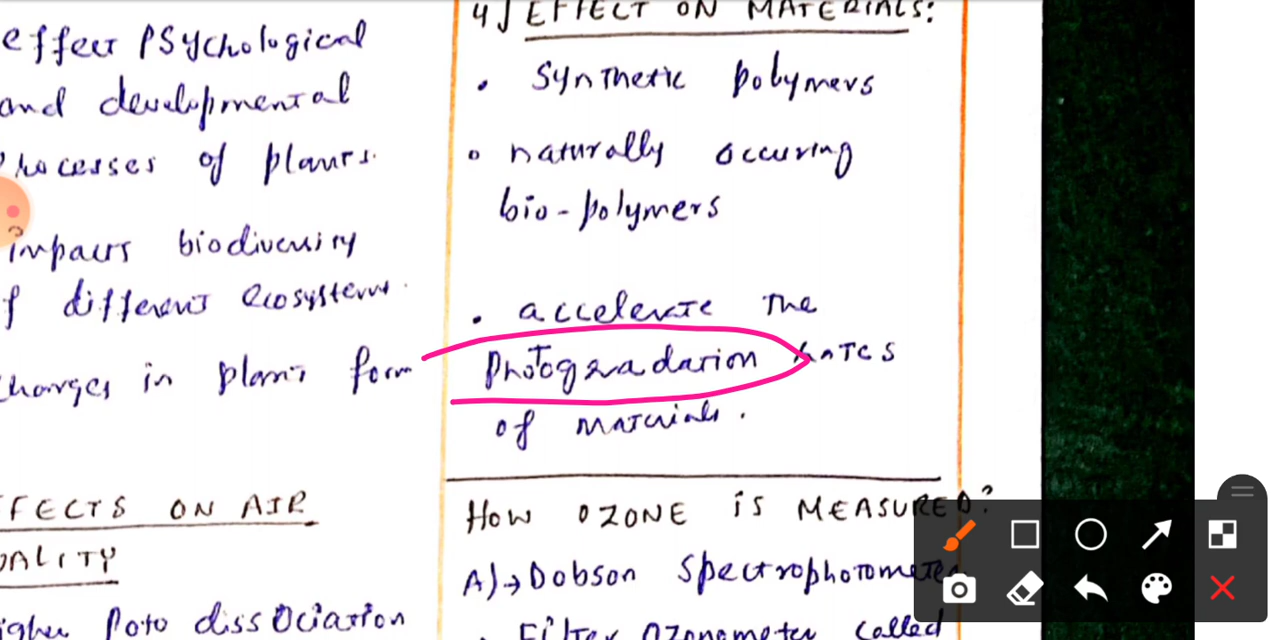 effect PSychological
and developmental
Processes of plants.
impacts biodiversity
of different ecosystems.
Changes in plant form
FFECTS ON AIR
UALITY
igher Poto dissociation
4) EFFECT ON MATERIALS:
• Synthetic polymers
• naturally occuring
bio-polymers
• accelerate The
Photogradation rates
of materials.
How OZONE is MEASURED?
A)→Dobson Spectrophotometer
• Filter Ozonometer called